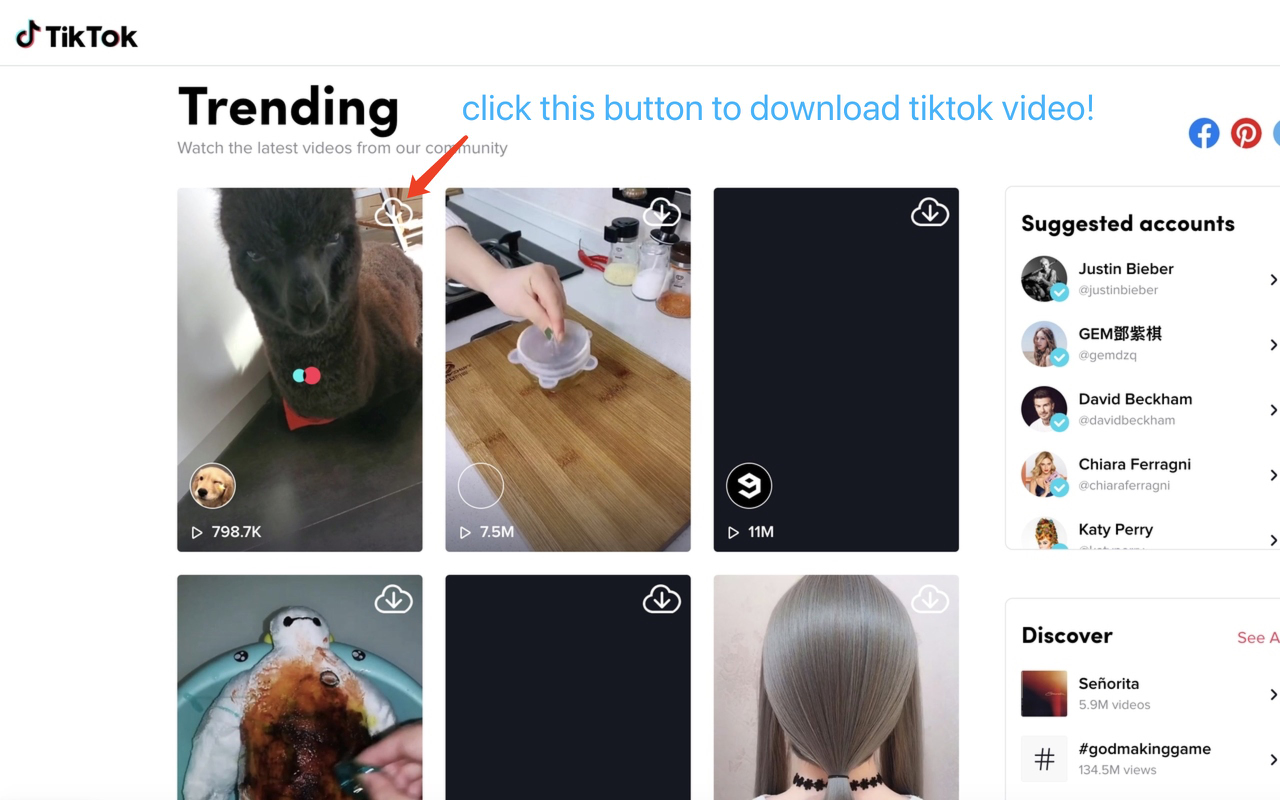 TikTok
Trending
click this button to download tiktok video!
Watch the latest videos from our community
798.7K
7.5M
11M
Suggested accounts
Justin Bieber
@justinbieber
GEM鄧紫棋
@gemdzq
David Beckham
@davidbeckham
Chiara Ferragni
@chiaraferragni
Katy Perry
Discover
See A
Señorita
5.9M videos
#
#godmakinggame
134.5M views